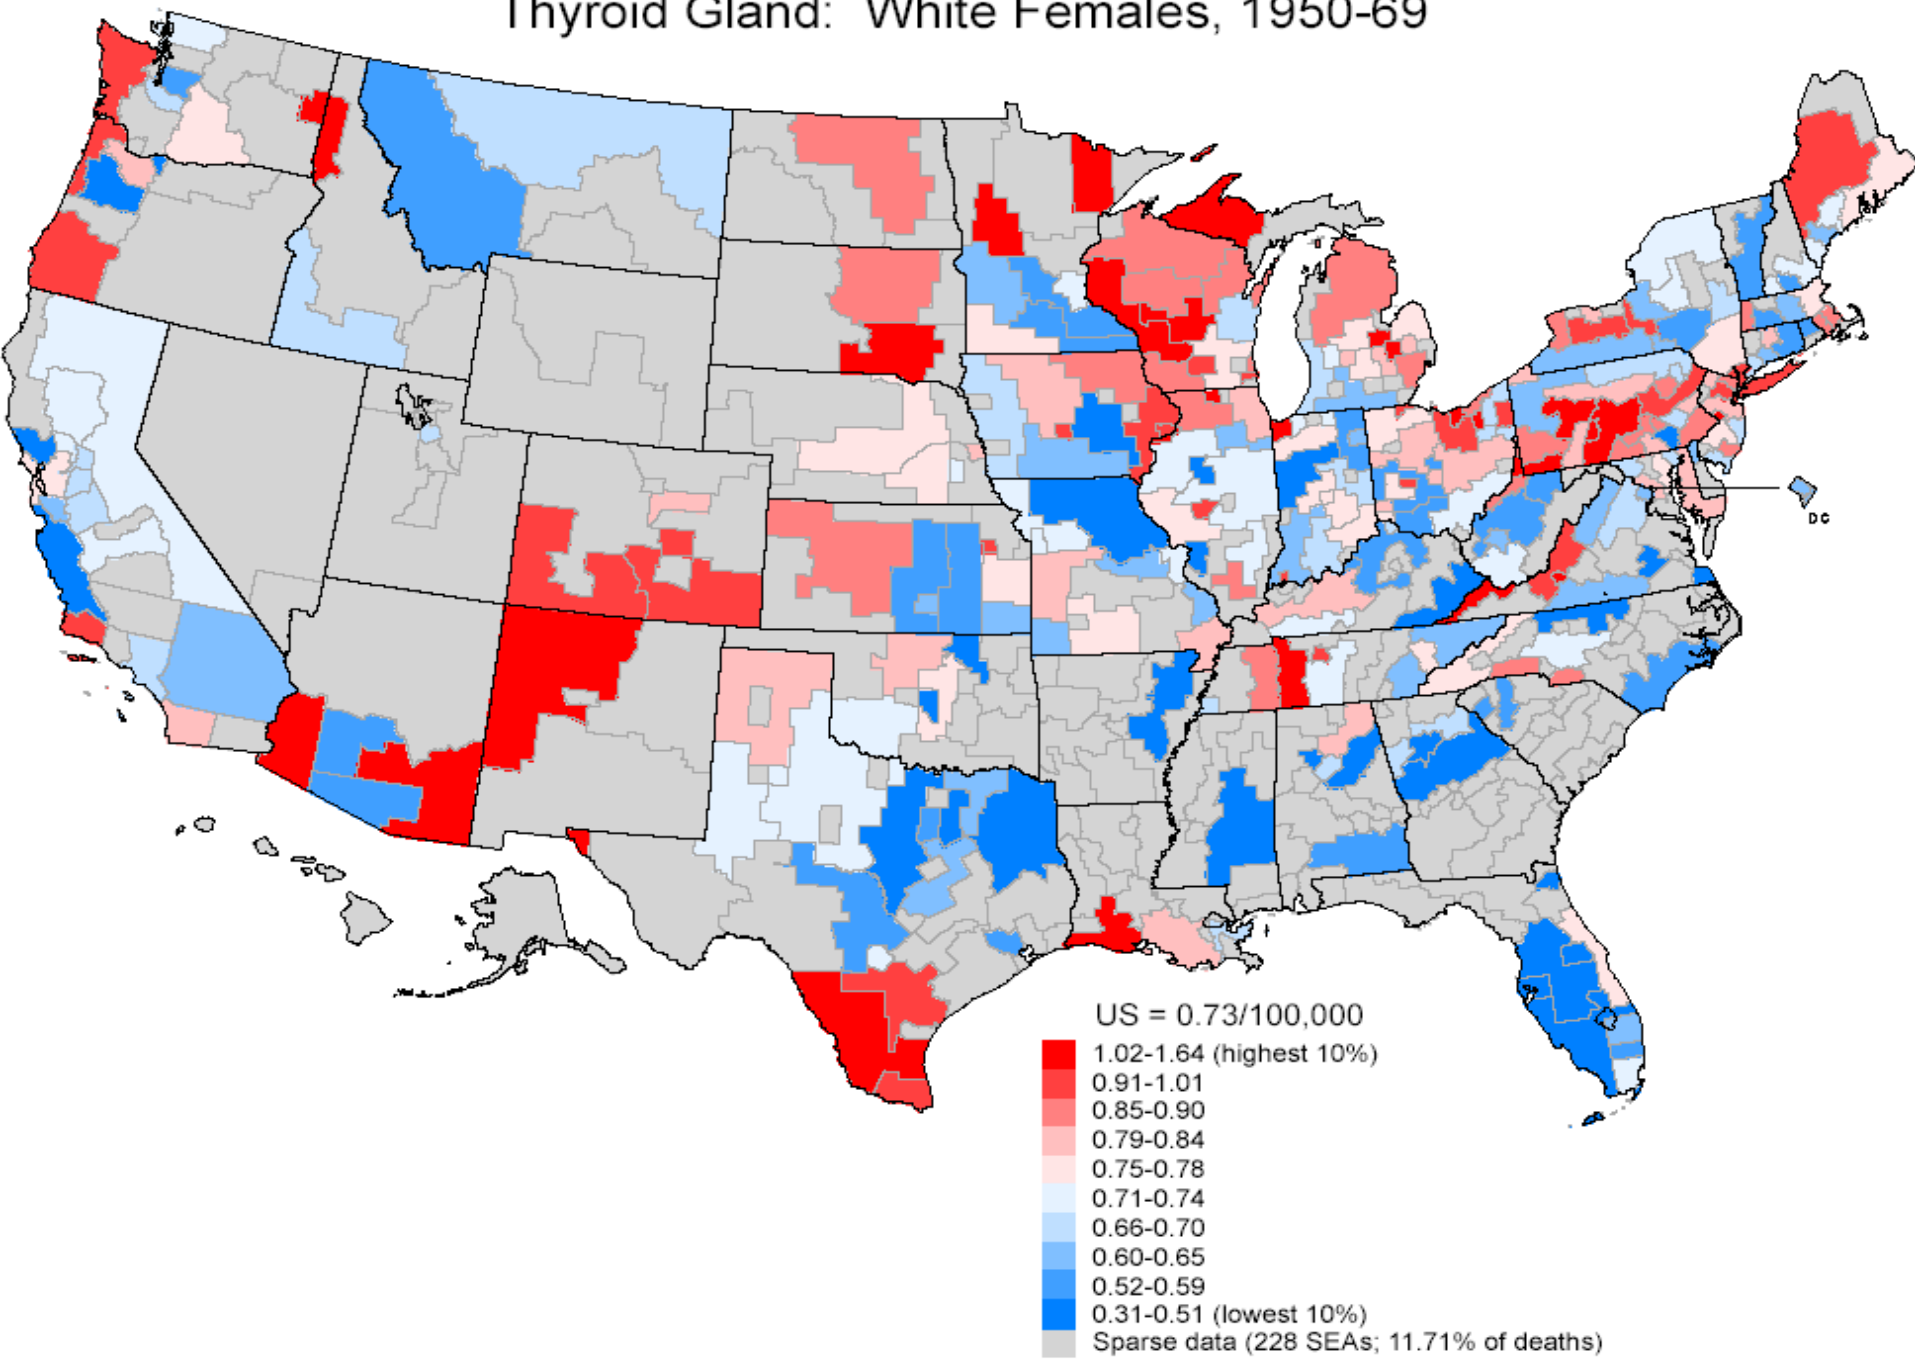 Thyroid Gland: White Females, 1950-69
DC
US = 0.73/100,000
1.02-1.64 (highest 10%)
0.91-1.01
0.85-0.90
0.79-0.84
0.75-0.78
0.71-0.74
0.66-0.70
0.60-0.65
0.52-0.59
0.31-0.51 (lowest 10%)
Sparse data (228 SEAs; 11.71% of deaths)